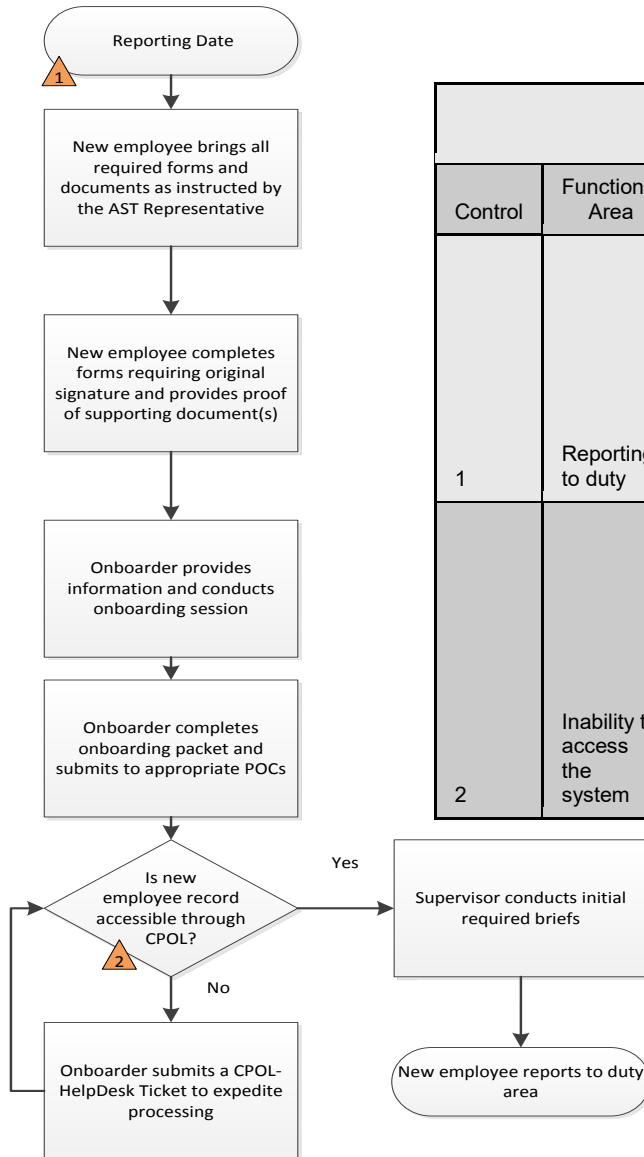 Reporting Date
1
New employee brings all
required forms and
documents as instructed by
the AST Representative
New employee completes
forms requiring original
signature and provides proof
of supporting document(s)
Onboarder provides
information and conducts
onboarding session
Onboarder completes
onboarding packet and
submits to appropriate POCs
Is new
employee record
accessible through
CPOL?
2
Yes
No
Onboarder submits a CPOL-
HelpDesk Ticket to expedite
processing
Supervisor conducts initial
required briefs
New employee reports to duty
area
Control
Function
Area
1
Reporting
to duty
2
Inability
access
the
system